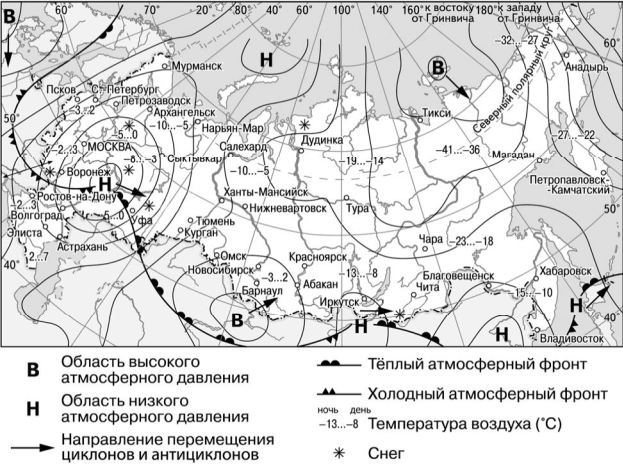 20° 60° 70° 20° 80° 60° 100° 140° 160° к востоку 180° к западу
от Гринвича от Гринвича
В
−32...−27
60°
Н
Мурманск
В
Северный полярный круг
Анадырь
Псков С.-Петербург
Петрозаводск
−3...2
Архангельск
Тикси
50°
−5...0
−10...−5
Нарьян-Мар
−27...−22
Дудинка
−2...3
МОСКВА
Салехард
−41...−36
Магадан
−8...−3
Сыктывкар
−19...−14
−10...−5
Воронеж
Н
Петропавловск-
Камчатский
Ростов-на-Дону
Ханты-Мансийск
−2...3
Нижневартовск
Тура
50°
Волгоград
−5...0
Уфа
Тюмень
Элиста
Курган
Чара
−23...−18
Астрахань
2...7
Омск
Красноярск
40°
Новосибирск
−3...2
−13...−8
Благовещенск
Хабаровск
Барнаул
Абакан
Чита
−15...−10
Иркутск
Н
В
Н
Н
40°
Владивосток
В Область высокого
атмосферного давления
Н Область низкого
атмосферного давления
Направление перемещения
циклонов и антициклонов
Тёплый атмосферный фронт
Холодный атмосферный фронт
ночь день
−13...−8 Температура воздуха (°С)
Снег